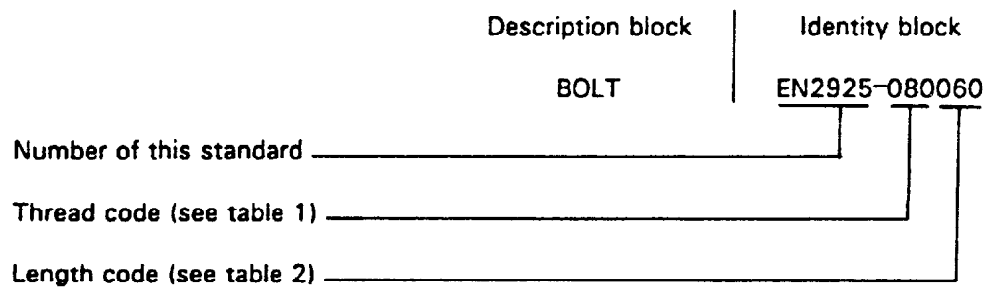 Description block Identity block
BOLT EN2925-080060
Number of this standard
Thread code (see table 1)
Length code (see table 2)